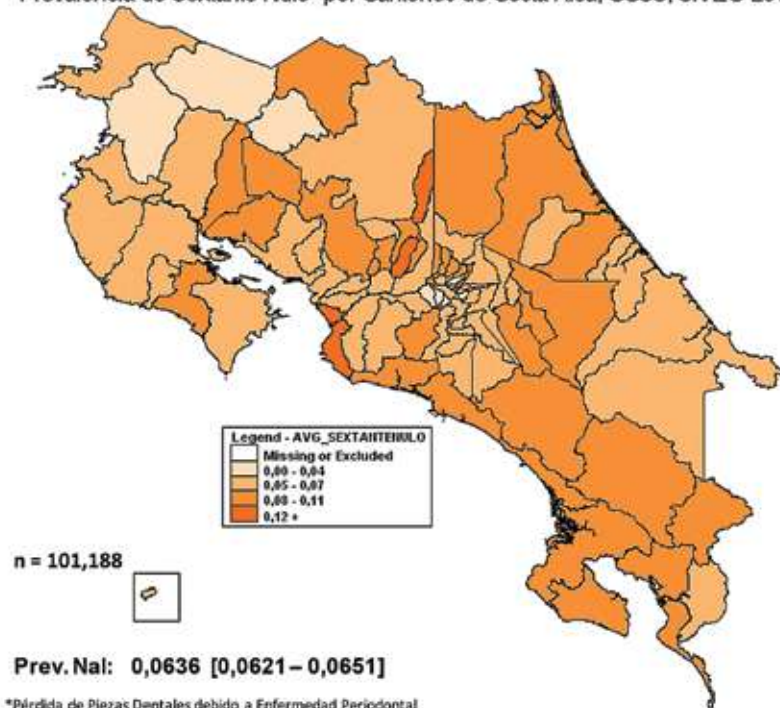 Legend - AVG_SEXTANTENULO
Missing or Excluded
0,00 - 0,04
0,05 - 0,07
0,08 - 0,11
0,12 +
n = 101,188
Prev. Nal: 0,0636 [0,0621 – 0,0651]
*Pérdida de Piezas Dentales debido a Enfermedad Periodontal